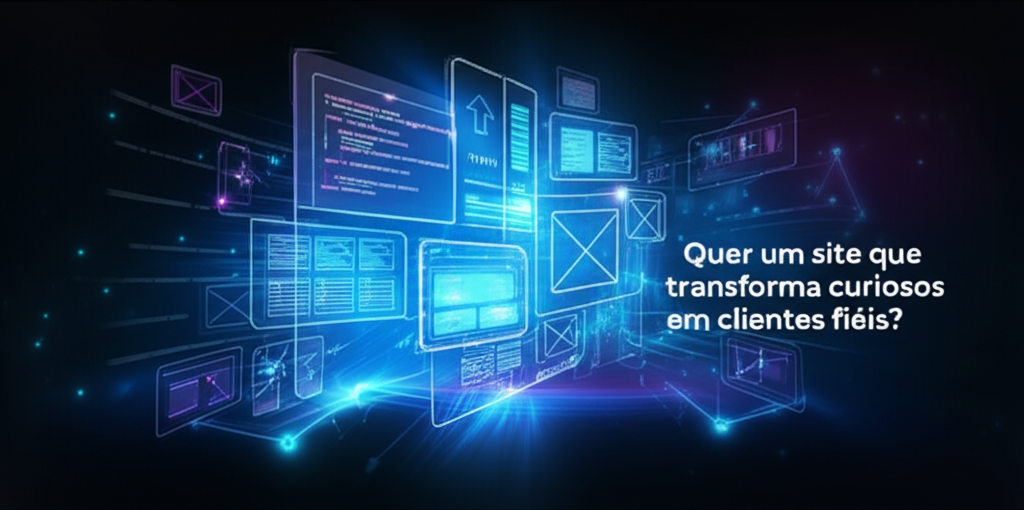 Quer um site que
transforma curiosos
em clientes fiéis?